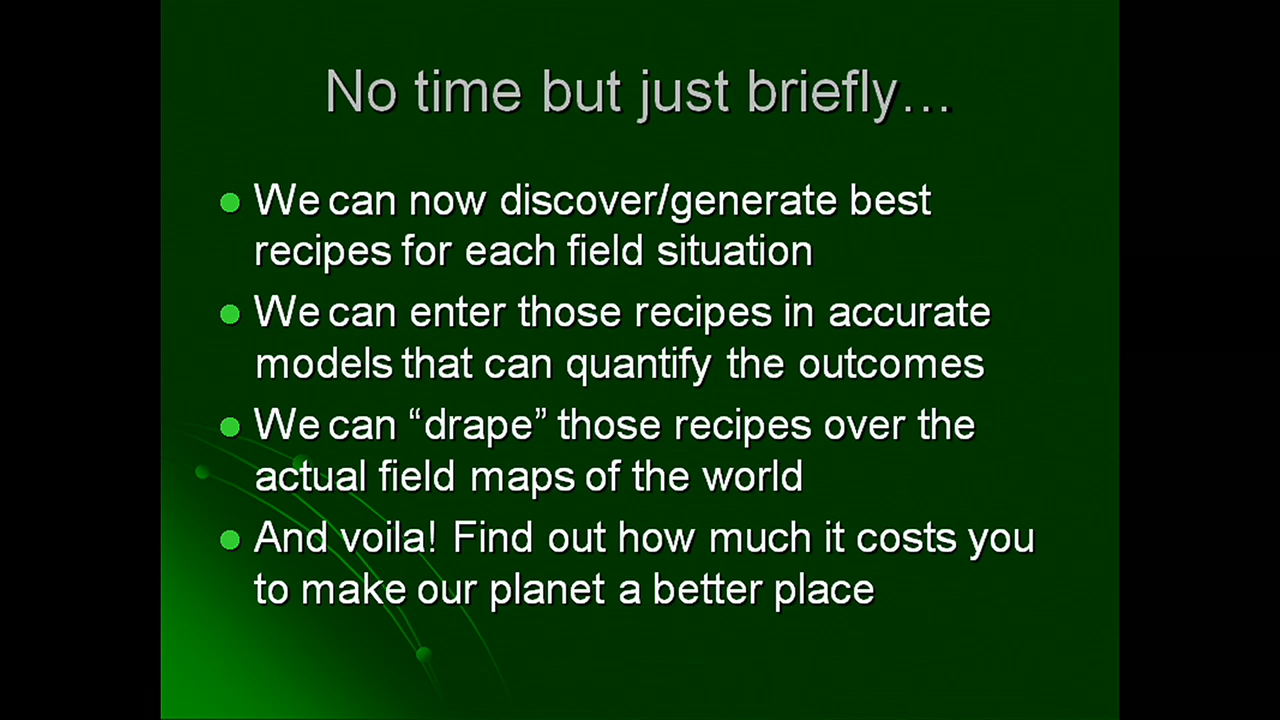 No time but just briefly…
We can now discover/generate best
recipes for each field situation
We can enter those recipes in accurate
models that can quantify the outcomes
We can “drape” those recipes over the
actual field maps of the world
And voila! Find out how much it costs you
to make our planet a better place